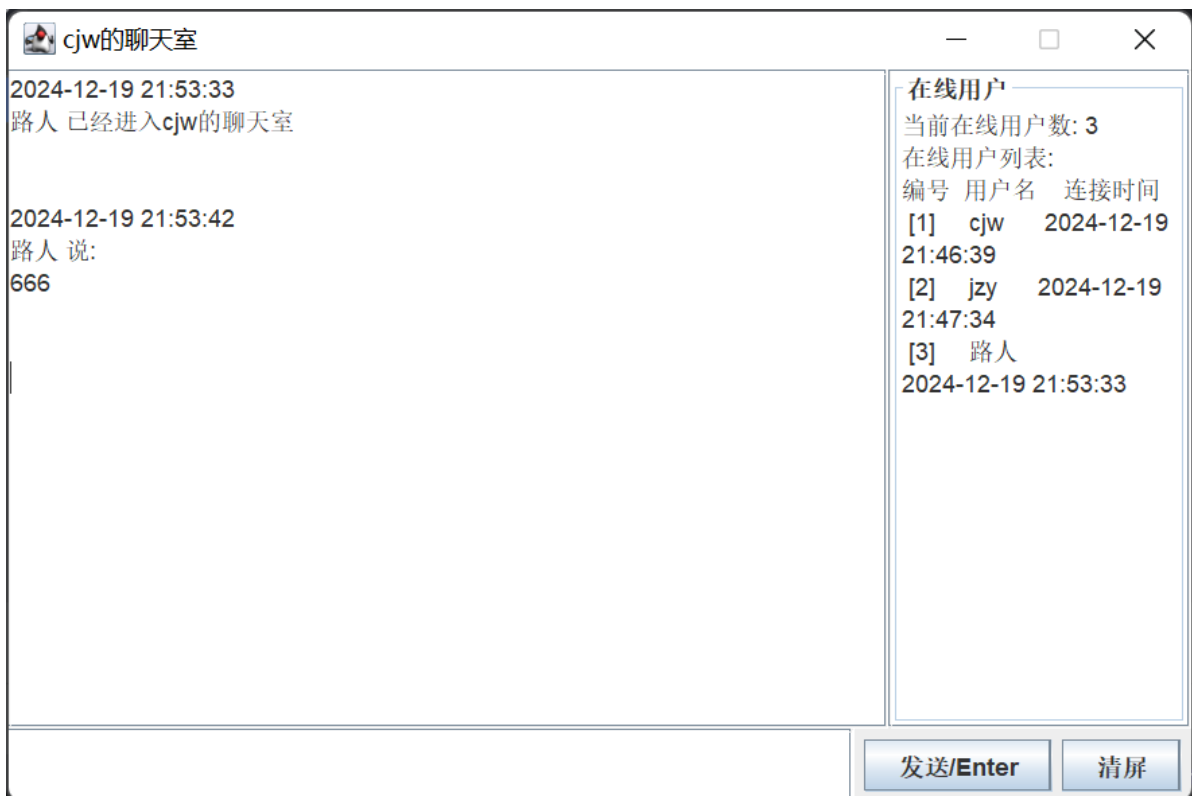 cjw的聊天室
2024-12-19 21:53:33
路人 已经进入cjw的聊天室
2024-12-19 21:53:42
路人 说:
666
在线用户
当前在线用户数: 3
在线用户列表:
编号 用户名 连接时间
[1] cjw 2024-12-19
21:46:39
[2] jzy 2024-12-19
21:47:34
[3] 路人
2024-12-19 21:53:33
发送/Enter
清屏